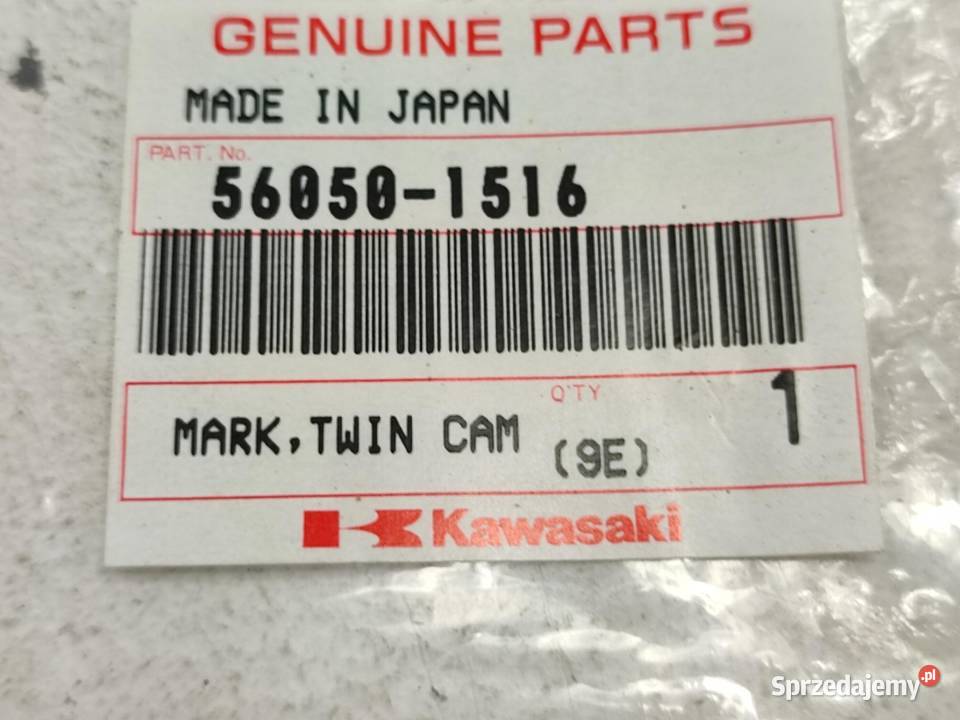 GENUINE PARTS
MADE IN JAPAN
PART. No.
56050-1516
Q'TY
MARK,TWIN CAM (9E) 1
Kawasaki
Sprzedajemy.pl